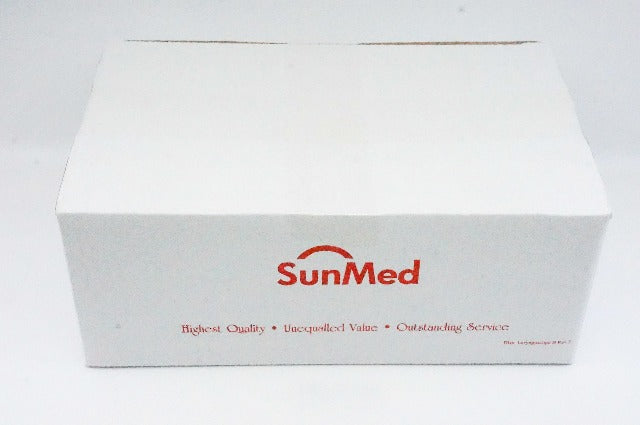 SunMed
Highest Quality • Unequalled Value • Outstanding Service